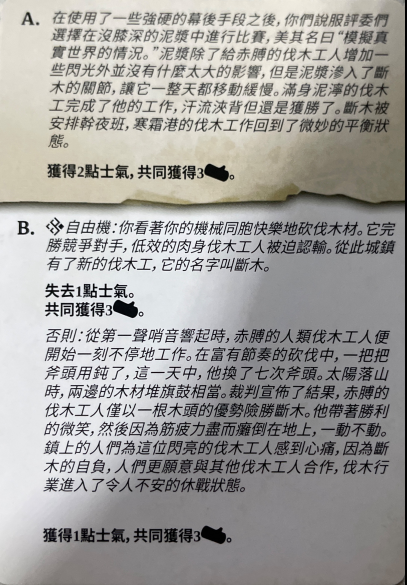 A. 在使用了一些強硬的幕後手段之後，你們說服評委們
選擇在沒膝深的泥漿中進行比賽，美其名曰“模擬真
實世界的情況。”泥漿除了給赤膊的伐木工人增加一
些閃光外並沒有什麼太大的影響，但是泥漿滲入了斷
木的關節，讓它一整天都移動緩慢。滿身泥濘的伐木
工完成了他的工作，汗流浹背但還是獲勝了。斷木被
安排幹夜班，寒霜港的伐木工作回到了微妙的平衡狀
態。
獲得2點士氣，共同獲得3。
B. 自由機：你看著你的機械同胞快樂地砍伐木材。它完
勝競爭對手，低效的肉身伐木工人被迫認輸。從此城鎮
有了新的伐木工，它的名字叫斷木。
失去1點士氣。
共同獲得3。
否則：從第一聲哨音響起時，赤膊的人類伐木工人便
開始一刻不停地工作。在富有節奏的砍伐中，一把把
斧頭用鈍了，這一天中，他換了七次斧頭。太陽落山
時，兩邊的木材堆旗鼓相當。裁判宣佈了結果，赤膊的
伐木工人僅以一根木頭的優勢險勝斷木。他帶著勝利
的微笑，然後因為筋疲力盡而癱倒在地上，一動不動。
鎮上的人們為這位閃亮的伐木工人感到心痛，因為斷
木的自負，人們更願意與其他伐木工人合作，伐木行
業進入了令人不安的休戰狀態。
獲得1點士氣，共同獲得3。